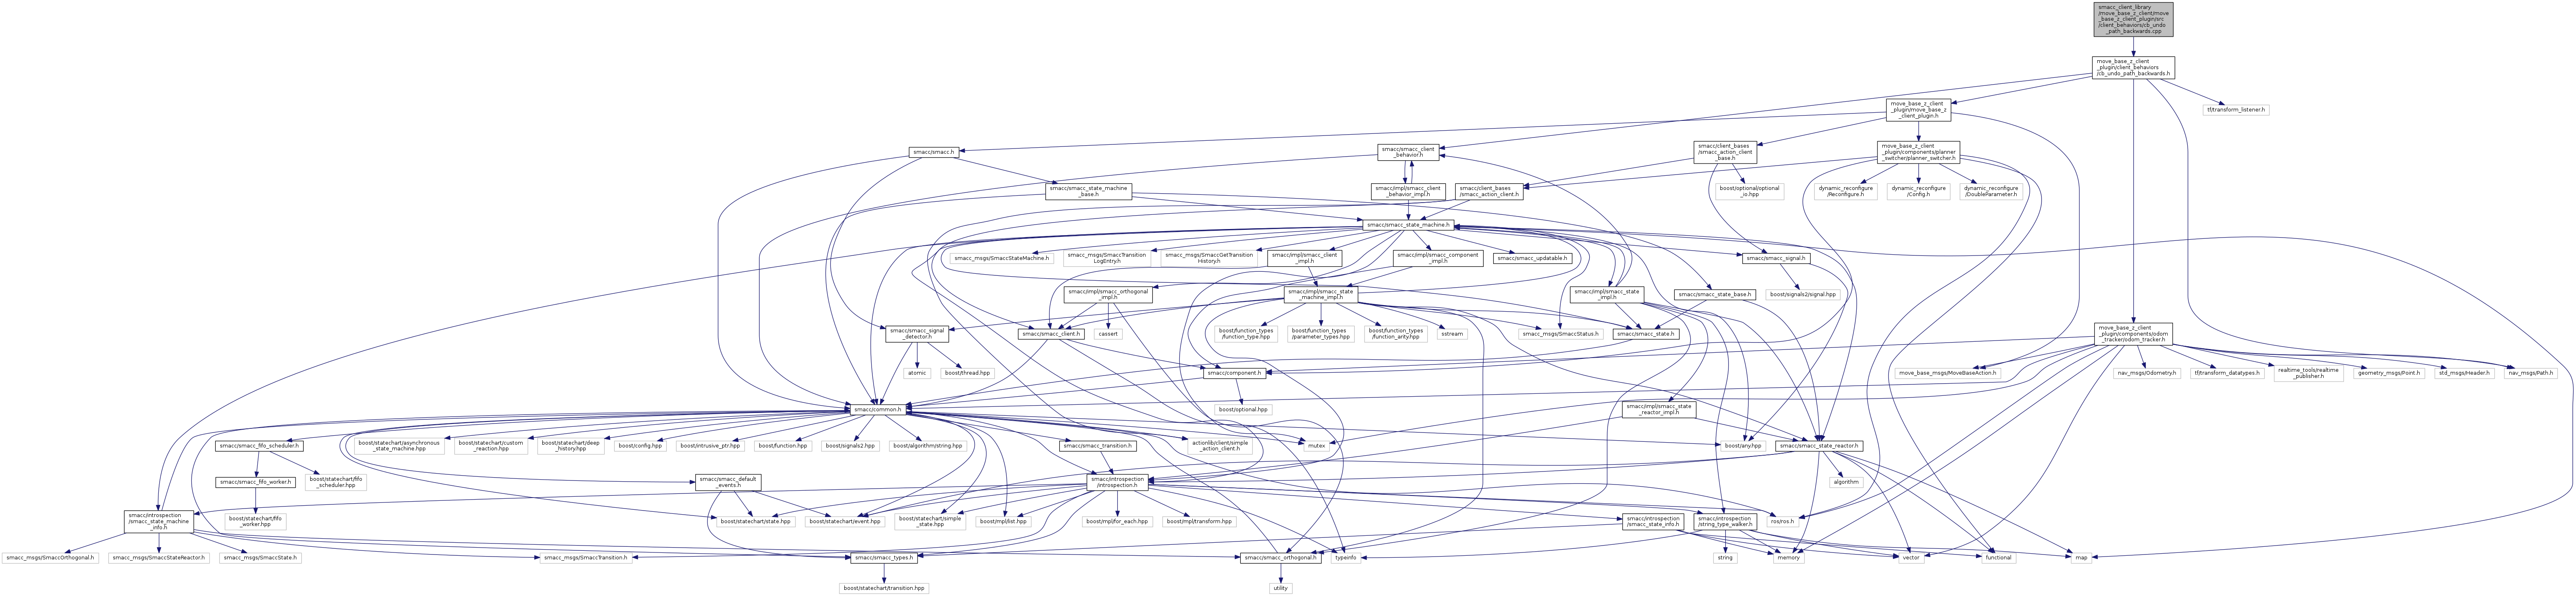 smacc_client_library
/move_base_z_client/move
_base_z_client_plugin/src
/client_behaviors/cb_undo
_path_backwards.cpp
move_base_z_client
_plugin/client_behaviors
/cb_undo_path_backwards.h
move_base_z_client
_plugin/move_base_z
_client_plugin.h
tf/transform_listener.h
smacc/smacc.h
smacc/smacc_client
_behavior.h
smacc/client_bases
/smacc_action_client
_base.h
move_base_z_client
_plugin/components/planner
_switcher/planner_switcher.h
smacc/smacc_state_machine
_base.h
smacc/impl/smacc_client
_behavior_impl.h
smacc/client_bases
/smacc_action_client.h
boost/optional/optional
_io.hpp
dynamic_reconfigure
/Reconfigure.h
dynamic_reconfigure
/Config.h
dynamic_reconfigure
/DoubleParameter.h
smacc/smacc_state_machine.h
smacc_msgs/SmaccStateMachine.h
smacc_msgs/SmaccTransition
LogEntry.h
smacc_msgs/SmaccGetTransition
History.h
smacc/impl/smacc_client
_impl.h
smacc/impl/smacc_component
_impl.h
smacc/smacc_updatable.h
smacc/smacc_signal.h
smacc/impl/smacc_orthogonal
_impl.h
smacc/impl/smacc_state
_machine_impl.h
smacc/impl/smacc_state
_impl.h
smacc/smacc_state_base.h
boost/signals2/signal.hpp
smacc/smacc_signal
_detector.h
smacc/smacc_client.h
cassert
boost/function_types
/function_type.hpp
boost/function_types
/parameter_types.hpp
boost/function_types
/function_arity.hpp
sstream
smacc_msgs/SmaccStatus.h
smacc/smacc_state.h
move_base_z_client
_plugin/components/odom
_tracker/odom_tracker.h
atomic
boost/thread.hpp
smacc/component.h
move_base_msgs/MoveBaseAction.h
nav_msgs/Odometry.h
tf/transform_datatypes.h
realtime_tools/realtime
_publisher.h
geometry_msgs/Point.h
std_msgs/Header.h
nav_msgs/Path.h
smacc/common.h
boost/optional.hpp
smacc/impl/smacc_state
_reactor_impl.h
smacc/smacc_fifo_scheduler.h
boost/statechart/asynchronous
_state_machine.hpp
boost/statechart/custom
_reaction.hpp
boost/statechart/deep
_history.hpp
boost/config.hpp
boost/intrusive_ptr.hpp
boost/function.hpp
boost/signals2.hpp
boost/algorithm/string.hpp
smacc/smacc_transition.h
actionlib/client/simple
_action_client.h
mutex
boost/any.hpp
smacc/smacc_state_reactor.h
smacc/smacc_fifo_worker.h
boost/statechart/fifo
_scheduler.hpp
smacc/smacc_default
_events.h
smacc/introspection
/introspection.h
algorithm
smacc/introspection
/smacc_state_machine
_info.h
boost/statechart/fifo
_worker.hpp
boost/statechart/state.hpp
boost/statechart/event.hpp
boost/statechart/simple
_state.hpp
boost/mpl/list.hpp
boost/mpl/for_each.hpp
boost/mpl/transform.hpp
smacc/introspection
/smacc_state_info.h
smacc/introspection
/string_type_walker.h
ros/ros.h
smacc_msgs/SmaccOrthogonal.h
smacc_msgs/SmaccStateReactor.h
smacc_msgs/SmaccState.h
smacc_msgs/SmaccTransition.h
smacc/smacc_types.h
smacc/smacc_orthogonal.h
typeinfo
string
memory
vector
functional
map
boost/statechart/transition.hpp
utility